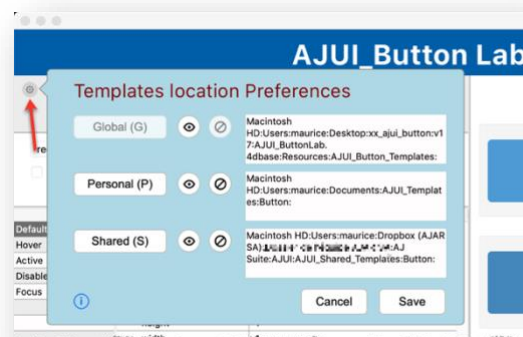 AJUI_Button Lab
Templates location Preferences
Global (G)
Macintosh
HD:Users:maurice:Desktop:xx_ajui_button:v1
7:AJUI_ButtonLab.
4dbase:Resources:AJUI_Button_Templates:
Personal (P)
Macintosh
HD:Users:maurice:Documents:AJUI_Templat
es:Button:
Shared (S)
Macintosh HD:Users:maurice:Dropbox (AJAR
SA):
AJ
Suite:AJUI:AJUI_Shared_Templates:Button:
Default
Hover
Active
Disable
Focus
Cancel
Save